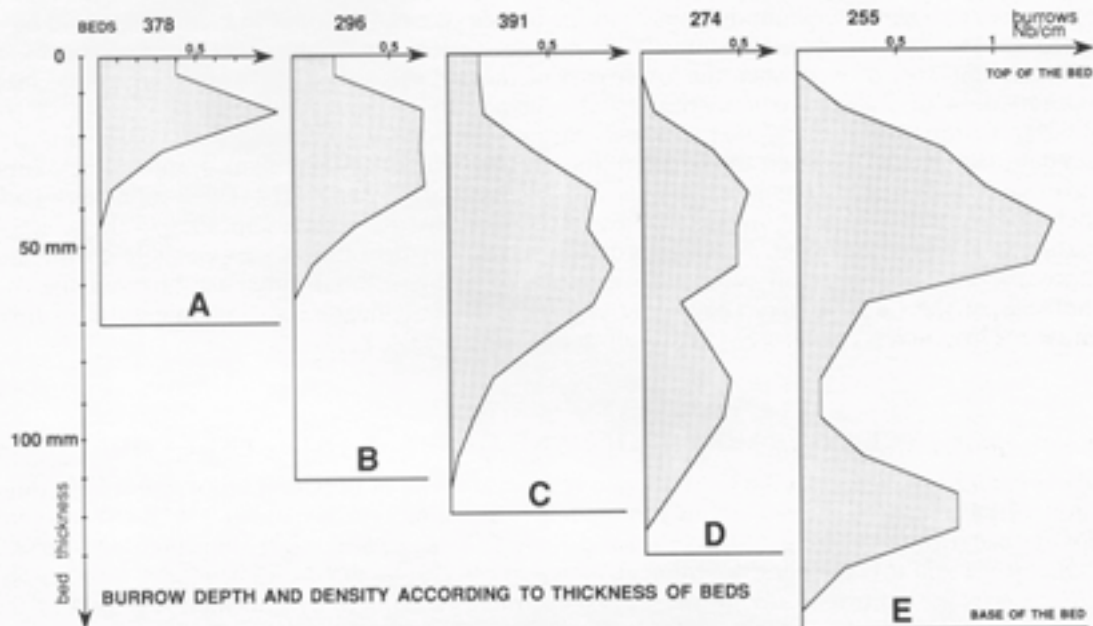 BEDS 378 296 391 274 255 burrows
Nb/cm
0,5 0,5 0,5 0,5 0,5 1
0
TOP OF THE BED
50 mm
A
100 mm
B
C
D
bed thickness
BURROW DEPTH AND DENSITY ACCORDING TO THICKNESS OF BEDS
E
BASE OF THE BED